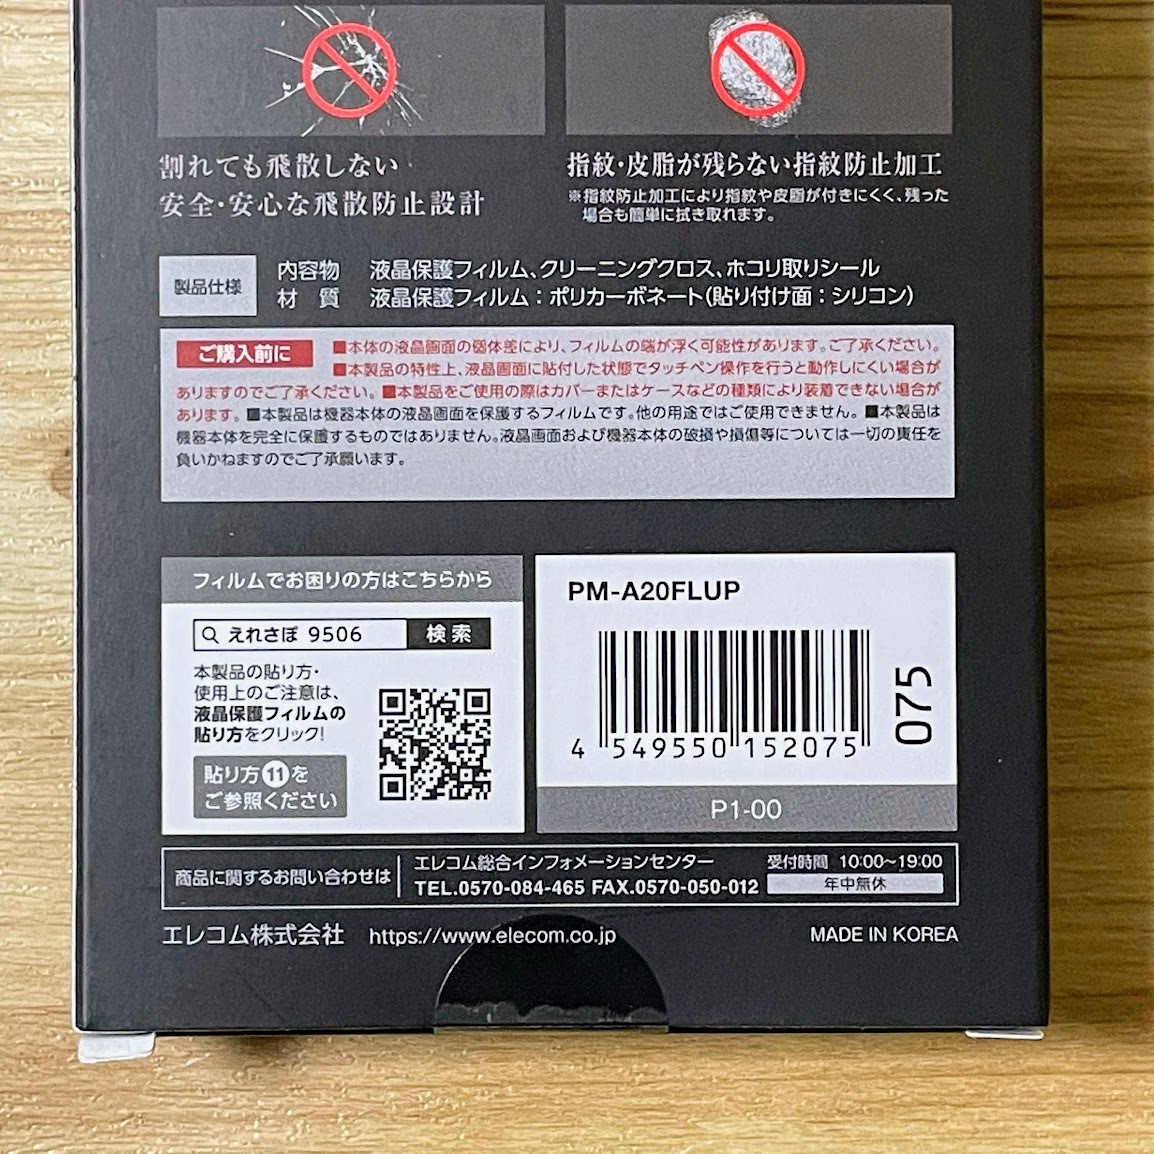 割れても飛散しない
安全・安心な飛散防止設計
指紋・皮脂が残らない指紋防止加工
※指紋防止加工により指紋や皮脂が付きにくく、残った
場合も簡単に拭き取れます。
製品仕様
内容物 液晶保護フィルム、クリーニングクロス、ホコリ取りシール
材 質 液晶保護フィルム：ポリカーボネート(貼り付け面：シリコン)
ご購入前に ■本体の液晶画面の個体差により、フィルムの端が浮く可能性があります。ご了承ください。
■本製品の特性上、液晶画面に貼付した状態でタッチペン操作を行うと動作しにくい場合が
ありますのでご了承ください。■本製品をご使用の際はカバーまたはケースなどの種類により装着できない場合が
あります。■本製品は機器本体の液晶画面を保護するフィルムです。他の用途ではご使用できません。■本製品は
機器本体を完全に保護するものではありません。液晶画面および機器本体の破損や損傷等については一切の責任を
負いかねますのでご了承願います。
フィルムでお困りの方はこちらから
えれさぽ 9506 検索
本製品の貼り方・
使用上のご注意は、
液晶保護フィルムの
貼り方をクリック!
貼り方⑪を
ご参照ください
PM-A20FLUP
4 549550 152075
075
P1-00
商品に関するお問い合わせは
エレコム総合インフォメーションセンター
TEL.0570-084-465 FAX.0570-050-012
受付時間 10:00~19:00
年中無休
エレコム株式会社 https://www.elecom.co.jp
MADE IN KOREA